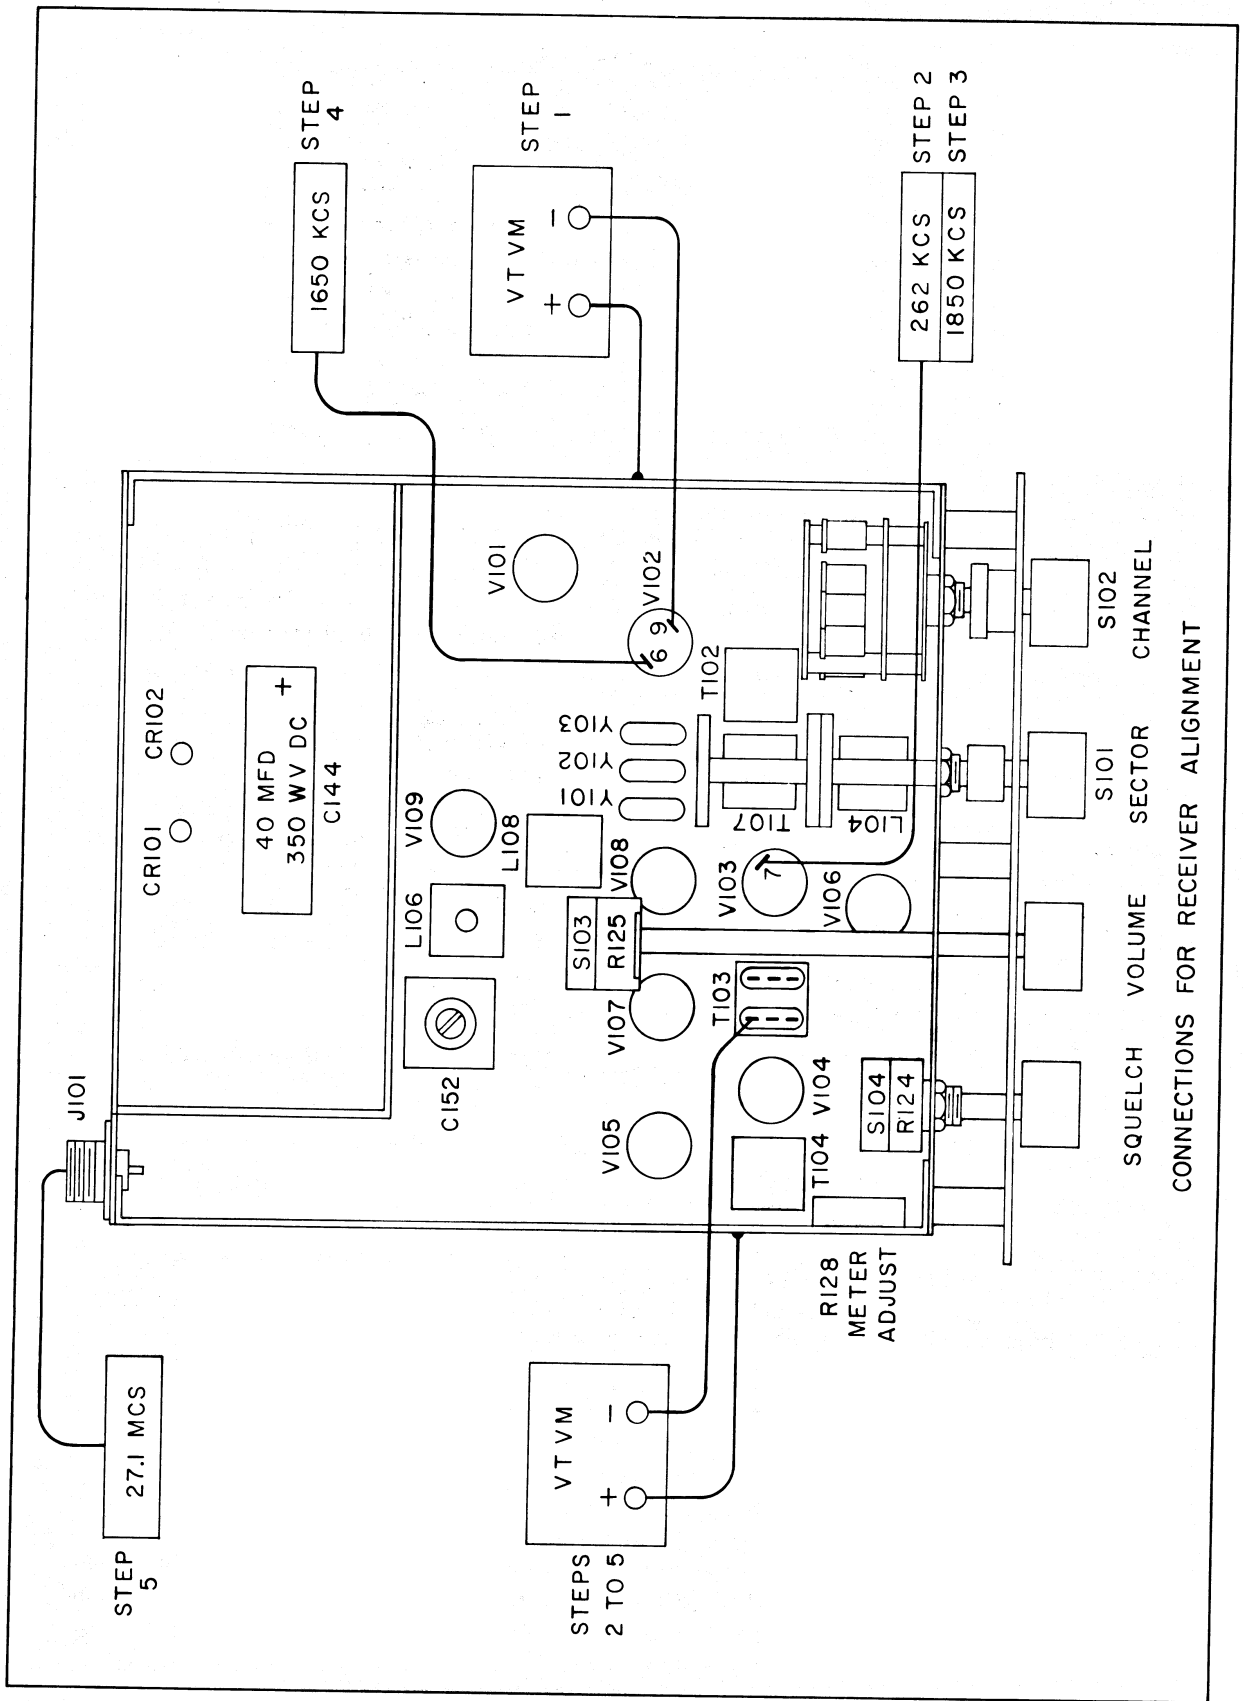 STEP
5
27.1 MCS
J101
CR101
CR102
40 MFD
350 WV DC
+
C144
STEP
4
1650 KCS
STEP
1
VTVM
+
-
C152
L106
V109
L108
V101
V102
6
9
S103
R125
V105
V107
V108
Y101
Y102
Y103
T102
T103
V103
7
T107
T104
V104
V106
L104
S104
R124
STEPS
2 TO 5
VTVM
+
-
R128
METER
ADJUST
262 KCS
STEP 2
1850 KCS
STEP 3
S101
S102
SQUELCH
VOLUME
SECTOR
CHANNEL
CONNECTIONS FOR RECEIVER ALIGNMENT